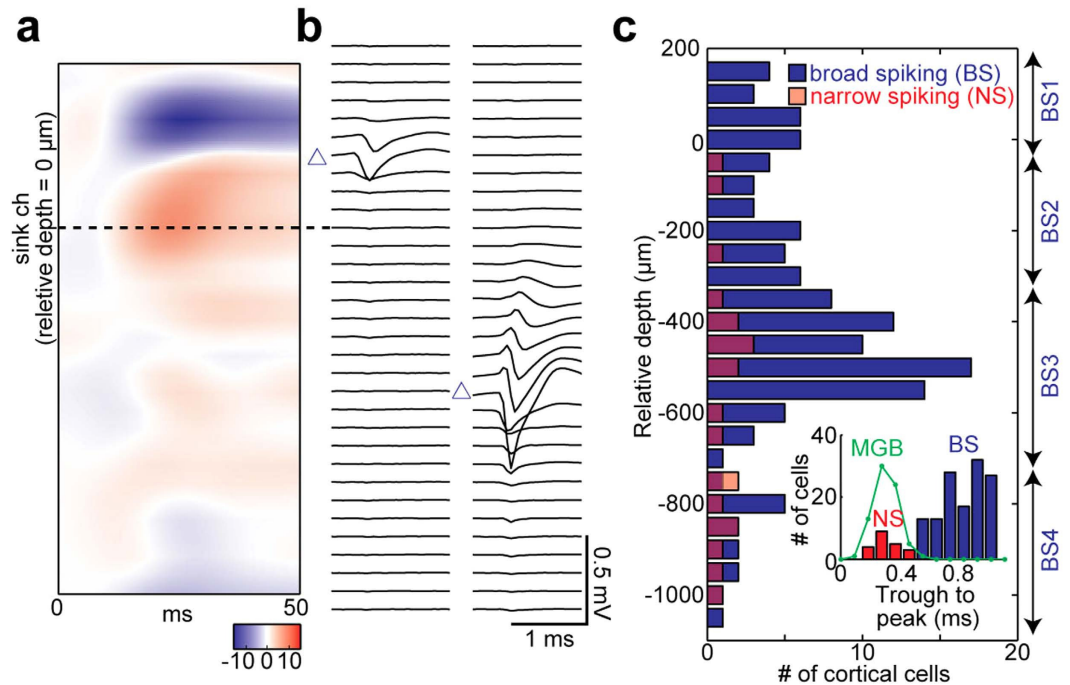 a
sink ch
(reletive depth = 0 μm)
0
ms
50
-10 0 10
b
0.5 mV
1 ms
c
200
0
-200
-400
-600
-800
-1000
Relative depth (μm)
broad spiking (BS)
narrow spiking (NS)
BS1
BS2
BS3
BS4
40
20
0
# of cells
MGB
BS
NS
0
0.4
0.8
Trough to
peak (ms)
0
10
20
# of cortical cells